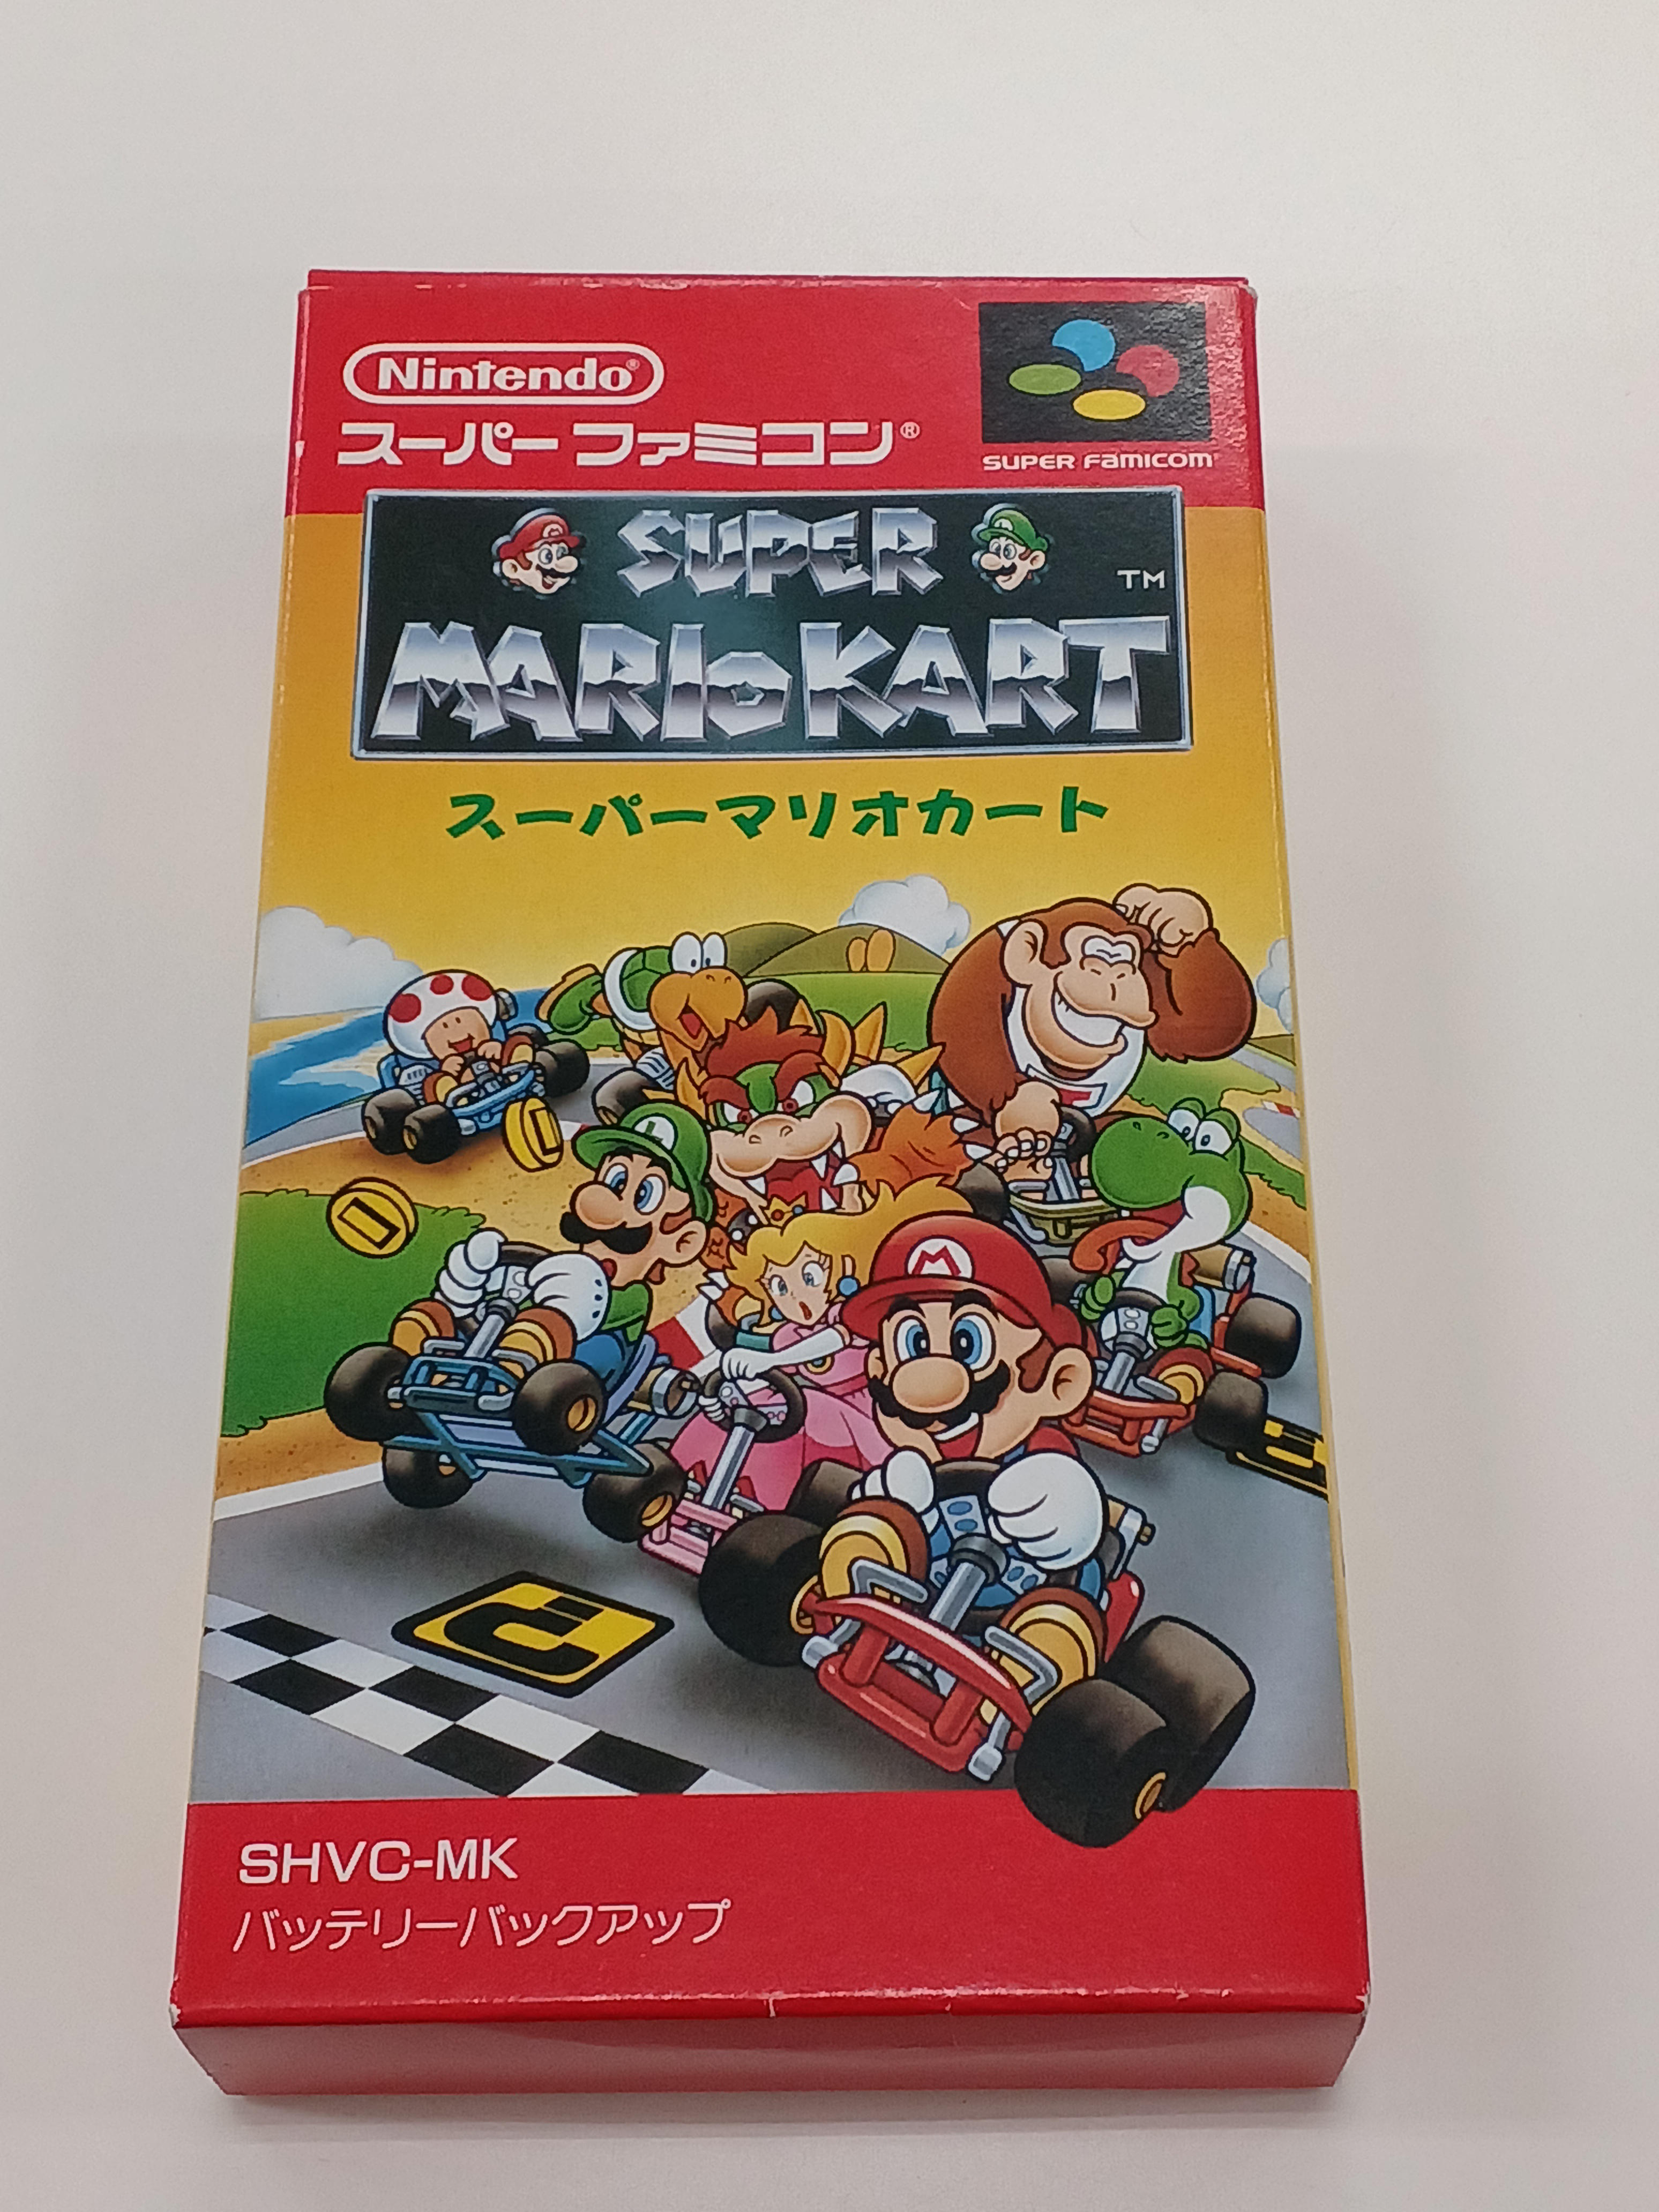 Nintendo®
スーパーファミコン®
SUPER FAMICOM
SUPER
TM
MARIO KART
スーパーマリオカート
L
M
SHVC-MK
バッテリーバックアップ